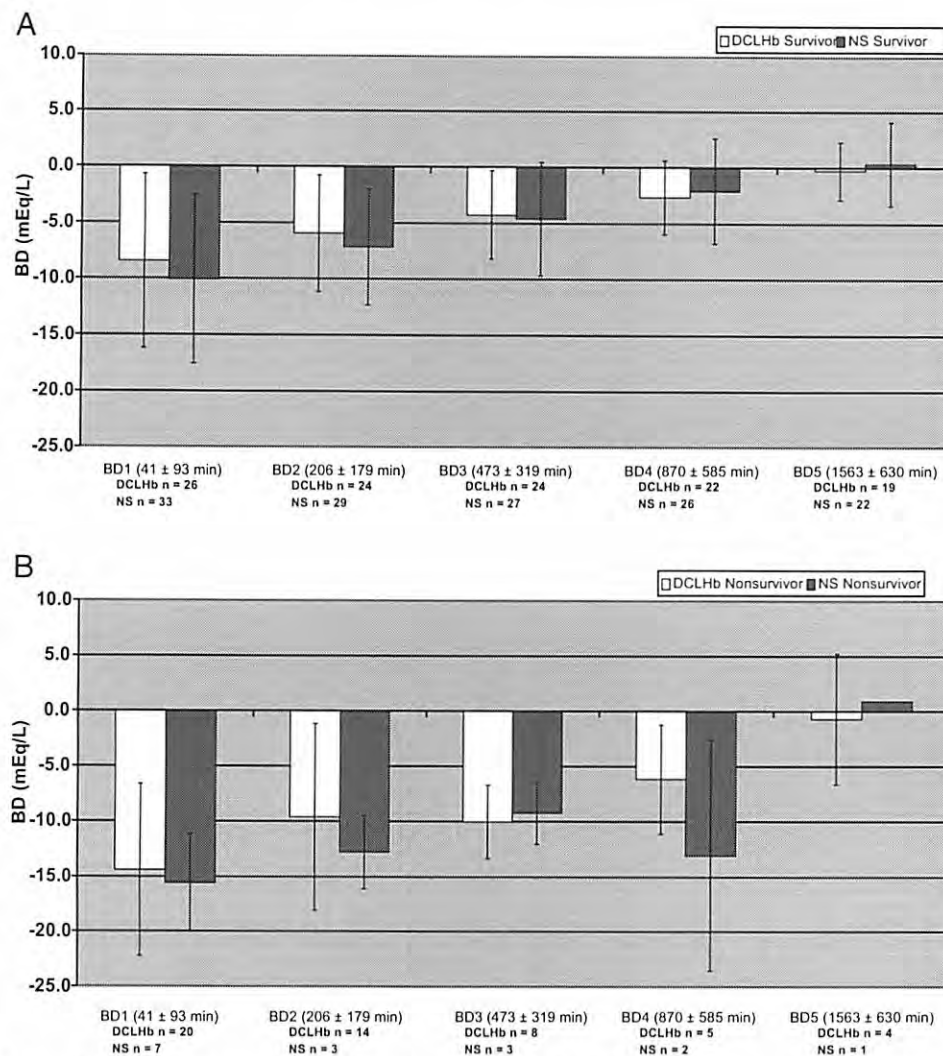 A
DCLHb Survivor NS Survivor
10.0
5.0
0.0
-5.0
-10.0
-15.0
-20.0
-25.0
BD (mEq/L)
BD1 (41 ± 93 min) BD2 (206 ± 179 min) BD3 (473 ± 319 min) BD4 (870 ± 585 min) BD5 (1563 ± 630 min)
DCLHb n = 26 DCLHb n = 24 DCLHb n = 24 DCLHb n = 22 DCLHb n = 19
NS n = 33 NS n = 29 NS n = 27 NS n = 26 NS n = 22
B
DCLHb Nonsurvivor NS Nonsurvivor
10.0
5.0
0.0
-5.0
-10.0
-15.0
-20.0
-25.0
BD (mEq/L)
BD1 (41 ± 93 min) BD2 (206 ± 179 min) BD3 (473 ± 319 min) BD4 (870 ± 585 min) BD5 (1563 ± 630 min)
DCLHb n = 20 DCLHb n = 14 DCLHb n = 8 DCLHb n = 5 DCLHb n = 4
NS n = 7 NS n = 3 NS n = 3 NS n = 2 NS n = 1